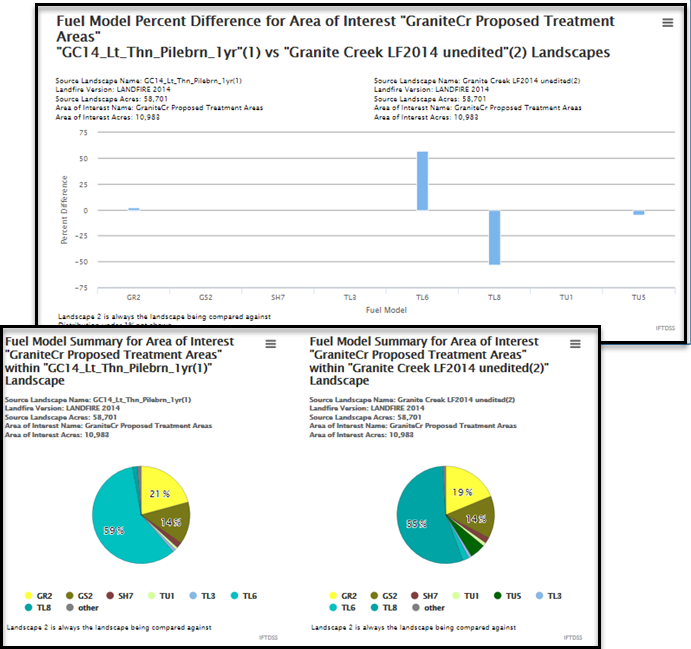 Fuel Model Percent Difference for Area of Interest "GraniteCr Proposed Treatment
Areas"
"GC14_Lt_Thn_Pilebrn_1yr"(1) vs "Granite Creek LF2014 unedited"(2) Landscapes
Source Landscape Name: GC14_Lt_Thn_Pilebrn_1yr(1)
Landfire Version: LANDFIRE 2014
Source Landscape Acres: 58,701
Area of Interest Name: GraniteCr Proposed Treatment Areas
Area of Interest Acres: 10,983
Source Landscape Name: Granite Creek LF2014 unedited(2)
Landfire Version: LANDFIRE 2014
Source Landscape Acres: 58,701
Area of Interest Name: GraniteCr Proposed Treatment Areas
Area of Interest Acres: 10,983
Percent Difference
75
50
25
0
-25
-50
-75
GR2 GS2 SH7 TL3 TL6 TL8 TU1 TU5
Fuel Model
Landscape 2 is always the landscape being compared against
Distribution under 1% not shown
IFTDSS
Fuel Model Summary for Area of Interest
"GraniteCr Proposed Treatment Areas"
within "GC14_Lt_Thn_Pilebrn_1yr(1)"
Landscape
Source Landscape Name: GC14_Lt_Thn_Pilebrn_1yr(1)
Landfire Version: LANDFIRE 2014
Source Landscape Acres: 58,701
Area of Interest Name: GraniteCr Proposed Treatment Areas
Area of Interest Acres: 10,983
21 %
14 %
59 %
GR2 GS2 SH7 TU1 TL3 TL6
TL8 other
Landscape 2 is always the landscape being compared against
IFTDSS
Fuel Model Summary for Area of Interest
"GraniteCr Proposed Treatment Areas"
within "Granite Creek LF2014 unedited(2)"
Landscape
Source Landscape Name: Granite Creek LF2014 unedited(2)
Landfire Version: LANDFIRE 2014
Source Landscape Acres: 58,701
Area of Interest Name: GraniteCr Proposed Treatment Areas
Area of Interest Acres: 10,983
19 %
14 %
55 %
GR2 GS2 SH7 TU1 TU5 TL3
TL6 TL8 other
Landscape 2 is always the landscape being compared against
IFTDSS